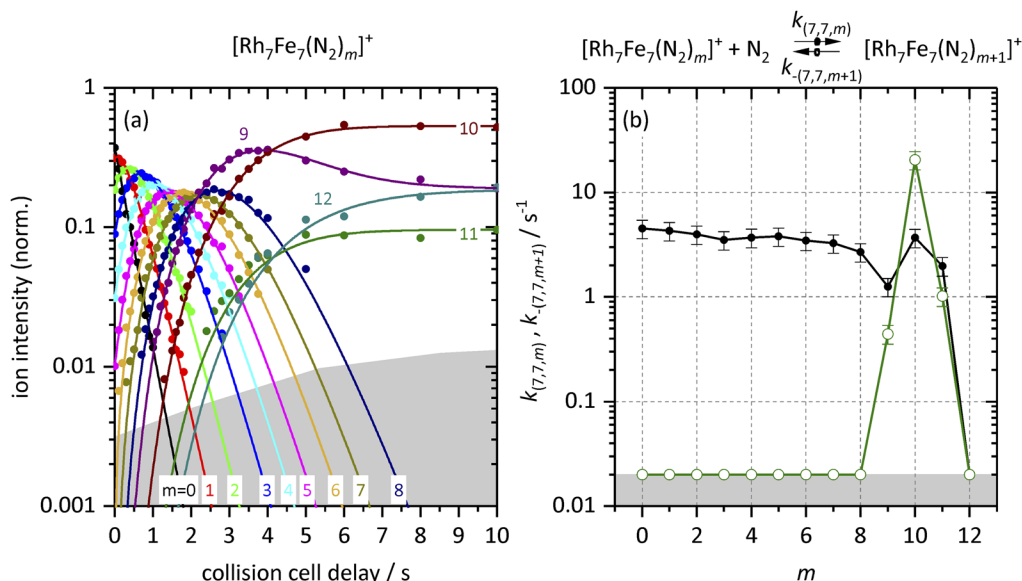 [Rh7Fe7(N2)m]+
(a)
ion intensity (norm.)
1
0.1
0.01
0.001
9
10
12
11
m=0 1 2 3 4 5 6 7 8
0 1 2 3 4 5 6 7 8 9 10
collision cell delay / s
[Rh7Fe7(N2)m]+ + N2 k(7,7,m) k-(7,7,m+1) [Rh7Fe7(N2)m+1]+
(b)
k(7,7,m) , k-(7,7,m+1) / s-1
100
10
1
0.1
0.01
0 2 4 6 8 10 12
m